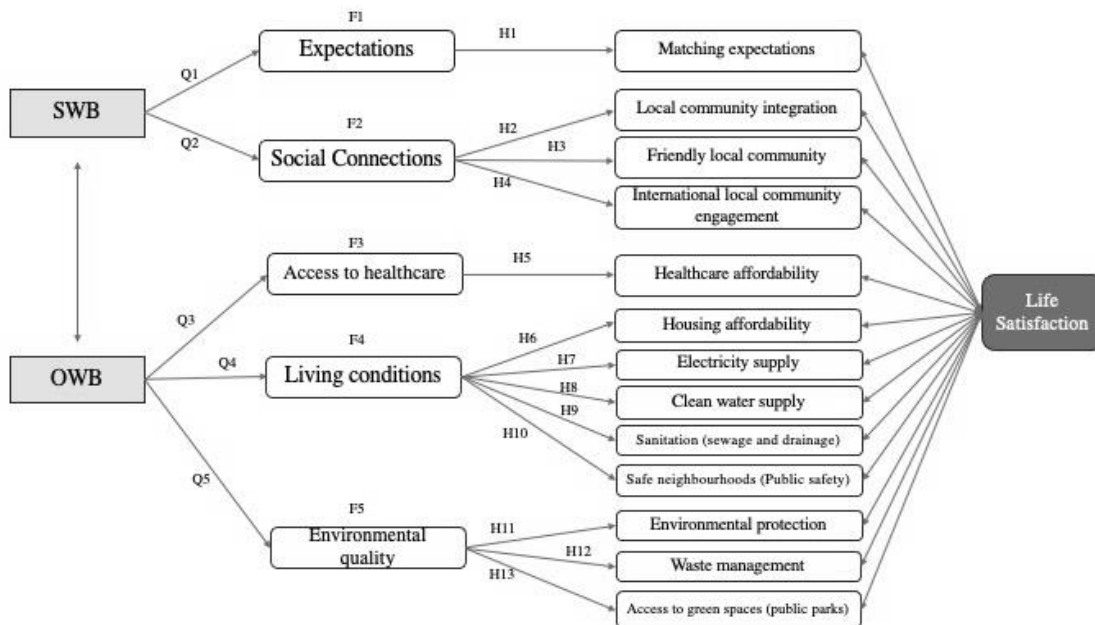 F1
Expectations
H1
Matching expectations
Q1
SWB
Q2
F2
Social Connections
H2
H3
H4
Local community integration
Friendly local community
International local community
engagement
F3
Access to healthcare
H5
Healthcare affordability
Q3
OWB
Q4
F4
Living conditions
H6
H7
H8
H9
H10
Housing affordability
Electricity supply
Clean water supply
Sanitation (sewage and drainage)
Safe neighbourhoods (Public safety)
Q5
F5
Environmental
quality
H11
H12
H13
Environmental protection
Waste management
Access to green spaces (public parks)
Life
Satisfaction